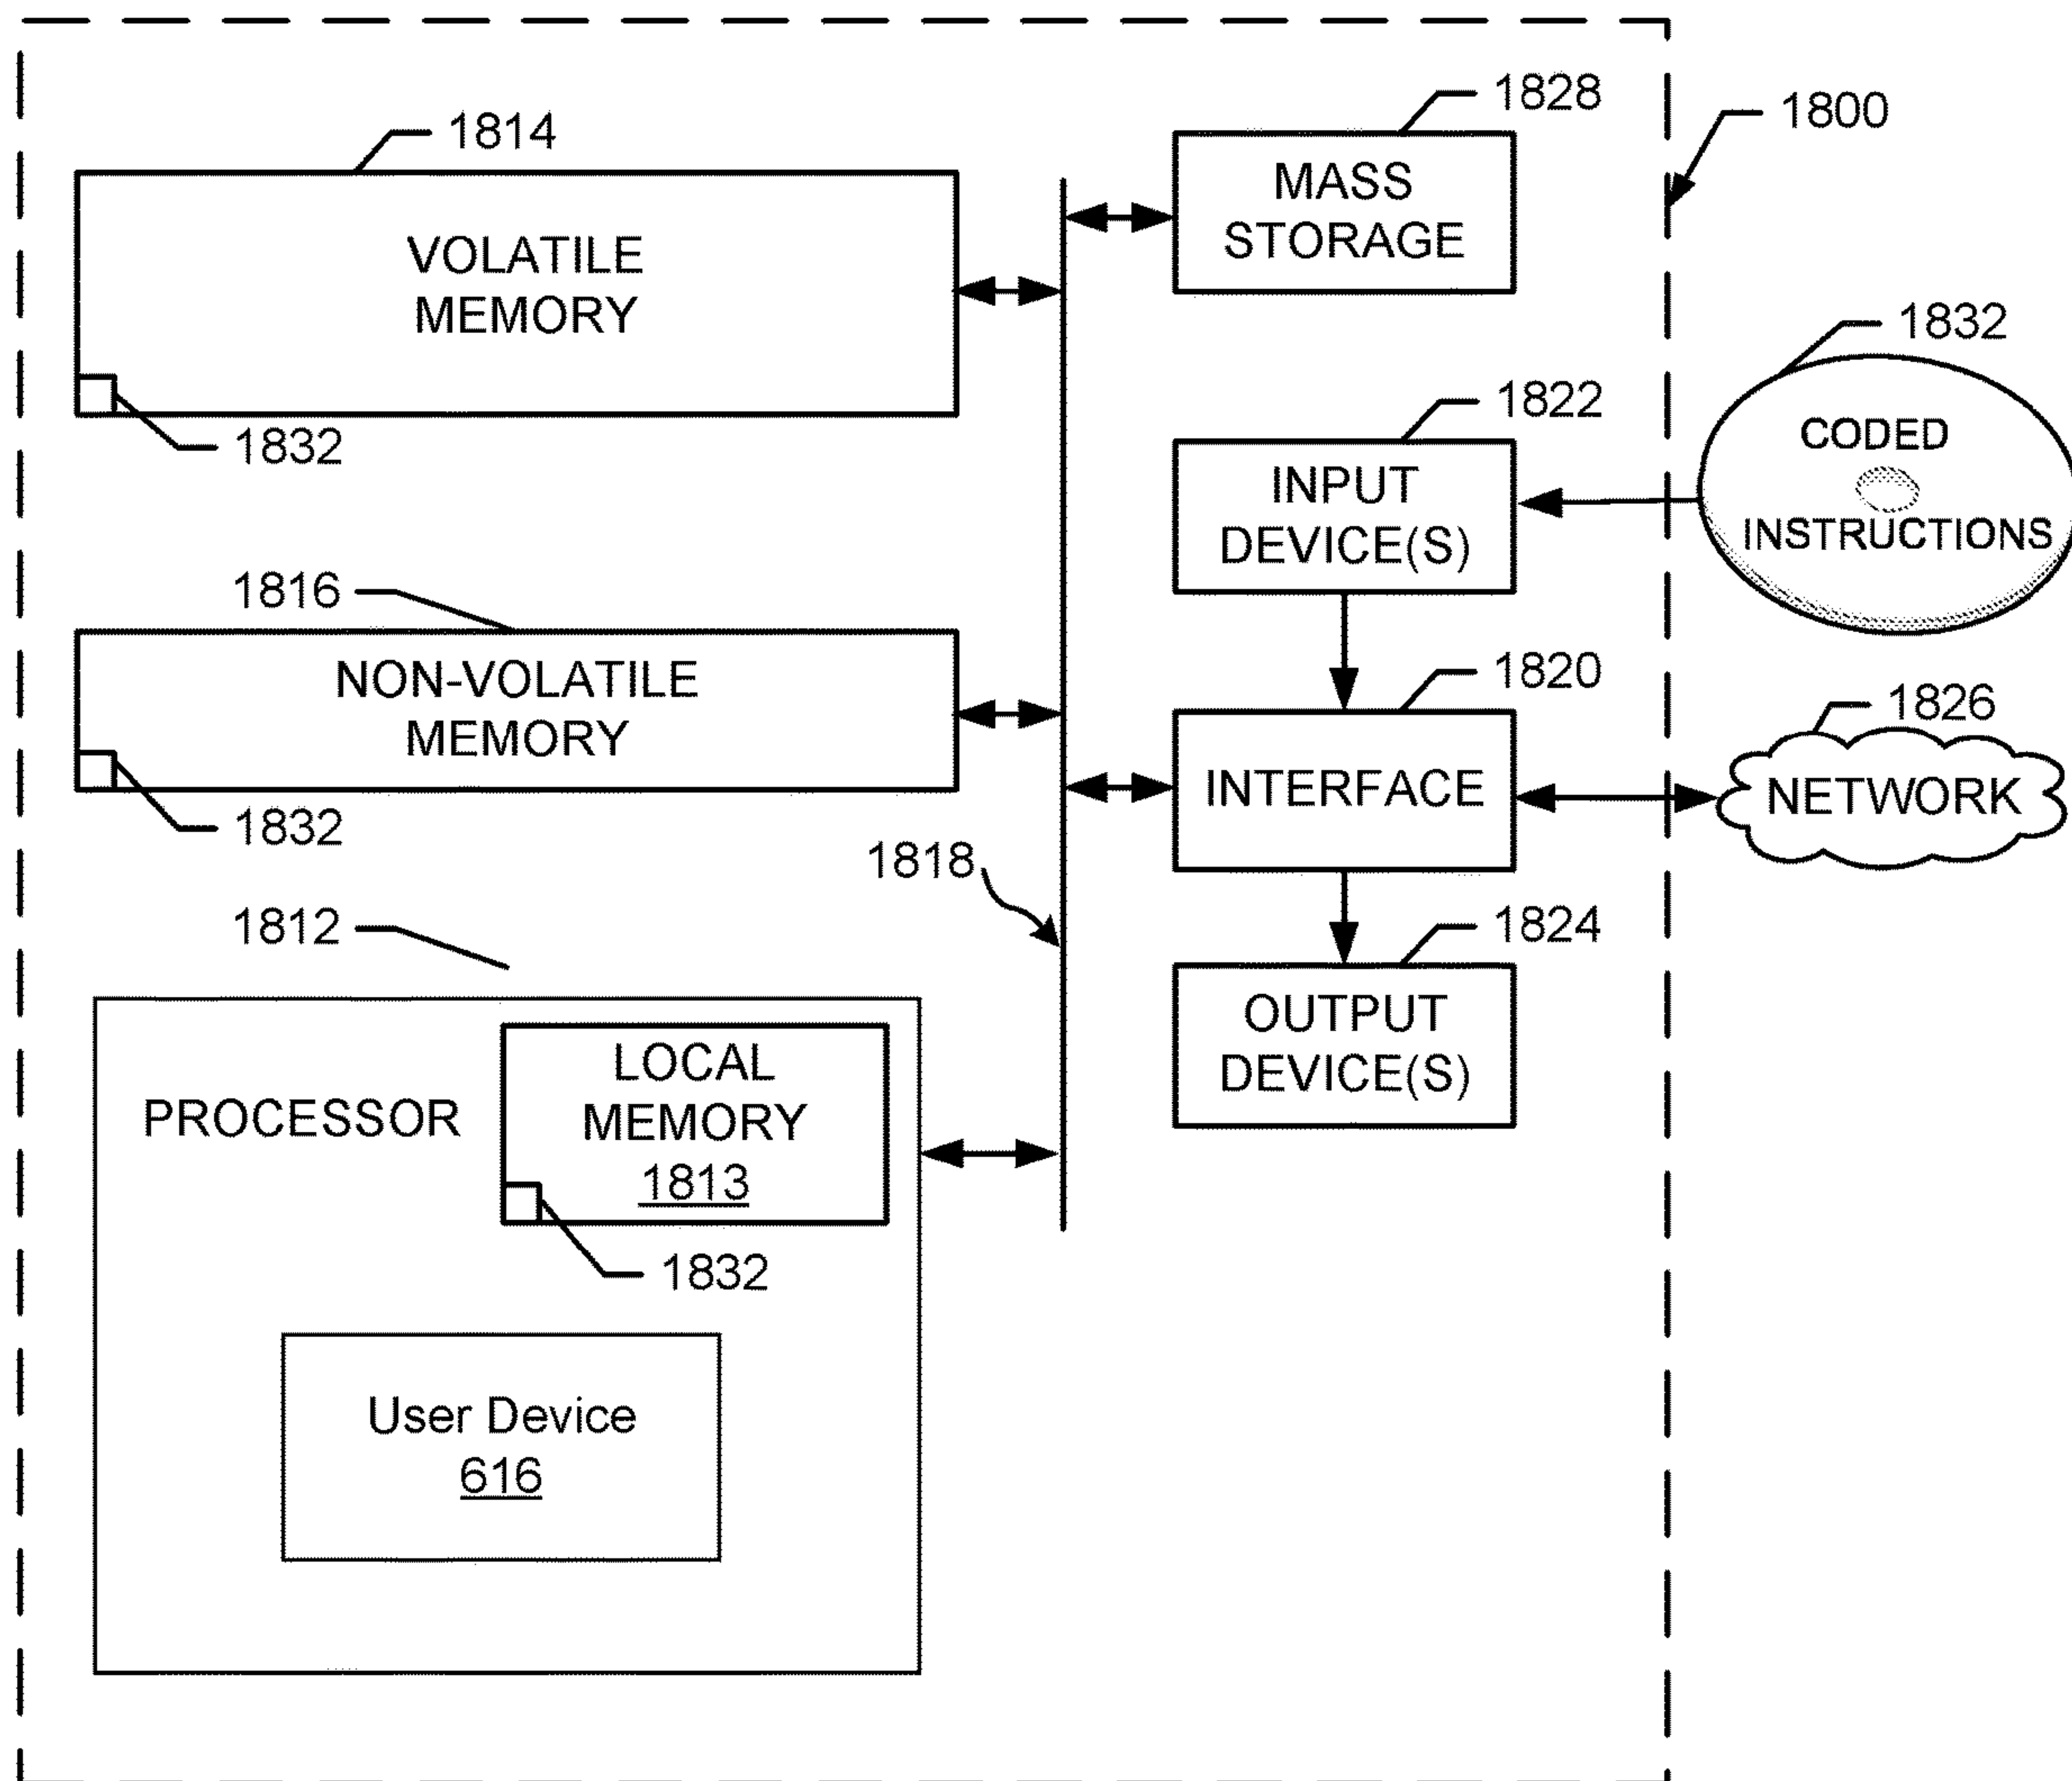 1814
VOLATILE
MEMORY
1832
1816
NON-VOLATILE
MEMORY
1832
1818
1812
PROCESSOR
LOCAL
MEMORY
1813
1832
User Device
616
1828
MASS
STORAGE
1800
1822
INPUT
DEVICE(S)
1832
CODED
INSTRUCTIONS
1820
INTERFACE
1826
NETWORK
1824
OUTPUT
DEVICE(S)